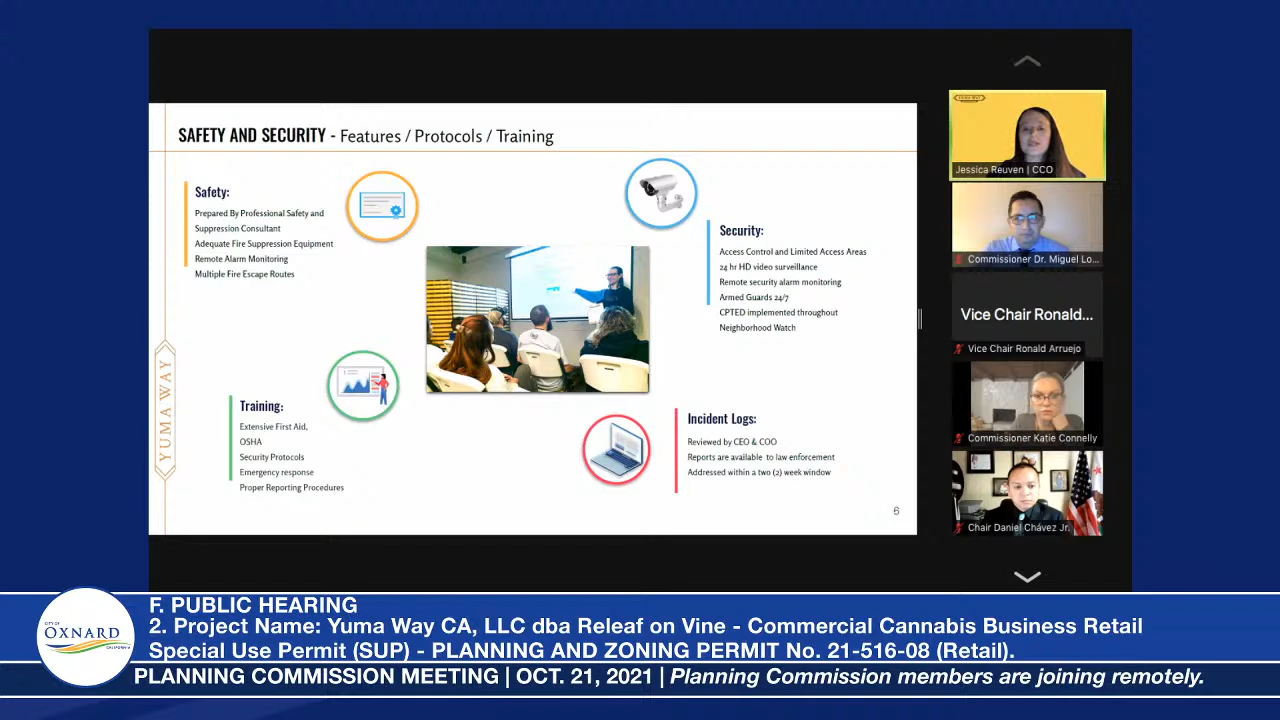 SAFETY AND SECURITY - Features / Protocols / Training
Safety:
Prepared By Professional Safety and
Suppression Consultant
Adequate Fire Suppression Equipment
Remote Alarm Monitoring
Multiple Fire Escape Routes
Security:
Access Control and Limited Access Areas
24 hr HD video surveillance
Remote security alarm monitoring
Armed Guards 24/7
CPTED implemented throughout
Neighborhood Watch
YUMA WAY
Training:
Extensive First Aid,
OSHA
Security Protocols
Emergency response
Proper Reporting Procedures
Incident Logs:
Reviewed by CEO & COO
Reports are available to law enforcement
Addressed within a two (2) week window
6
YUMA WAY
Jessica Reuven | CCO
Commissioner Dr. Miguel Lo...
Vice Chair Ronald...
Vice Chair Ronald Arruejo
Commissioner Katie Connelly
Chair Daniel Chávez Jr.
CITY OF
OXNARD
CALIFORNIA
F. PUBLIC HEARING
2. Project Name: Yuma Way CA, LLC dba Releaf on Vine - Commercial Cannabis Business Retail
Special Use Permit (SUP) - PLANNING AND ZONING PERMIT No. 21-516-08 (Retail).
PLANNING COMMISSION MEETING | OCT. 21, 2021 | Planning Commission members are joining remotely.